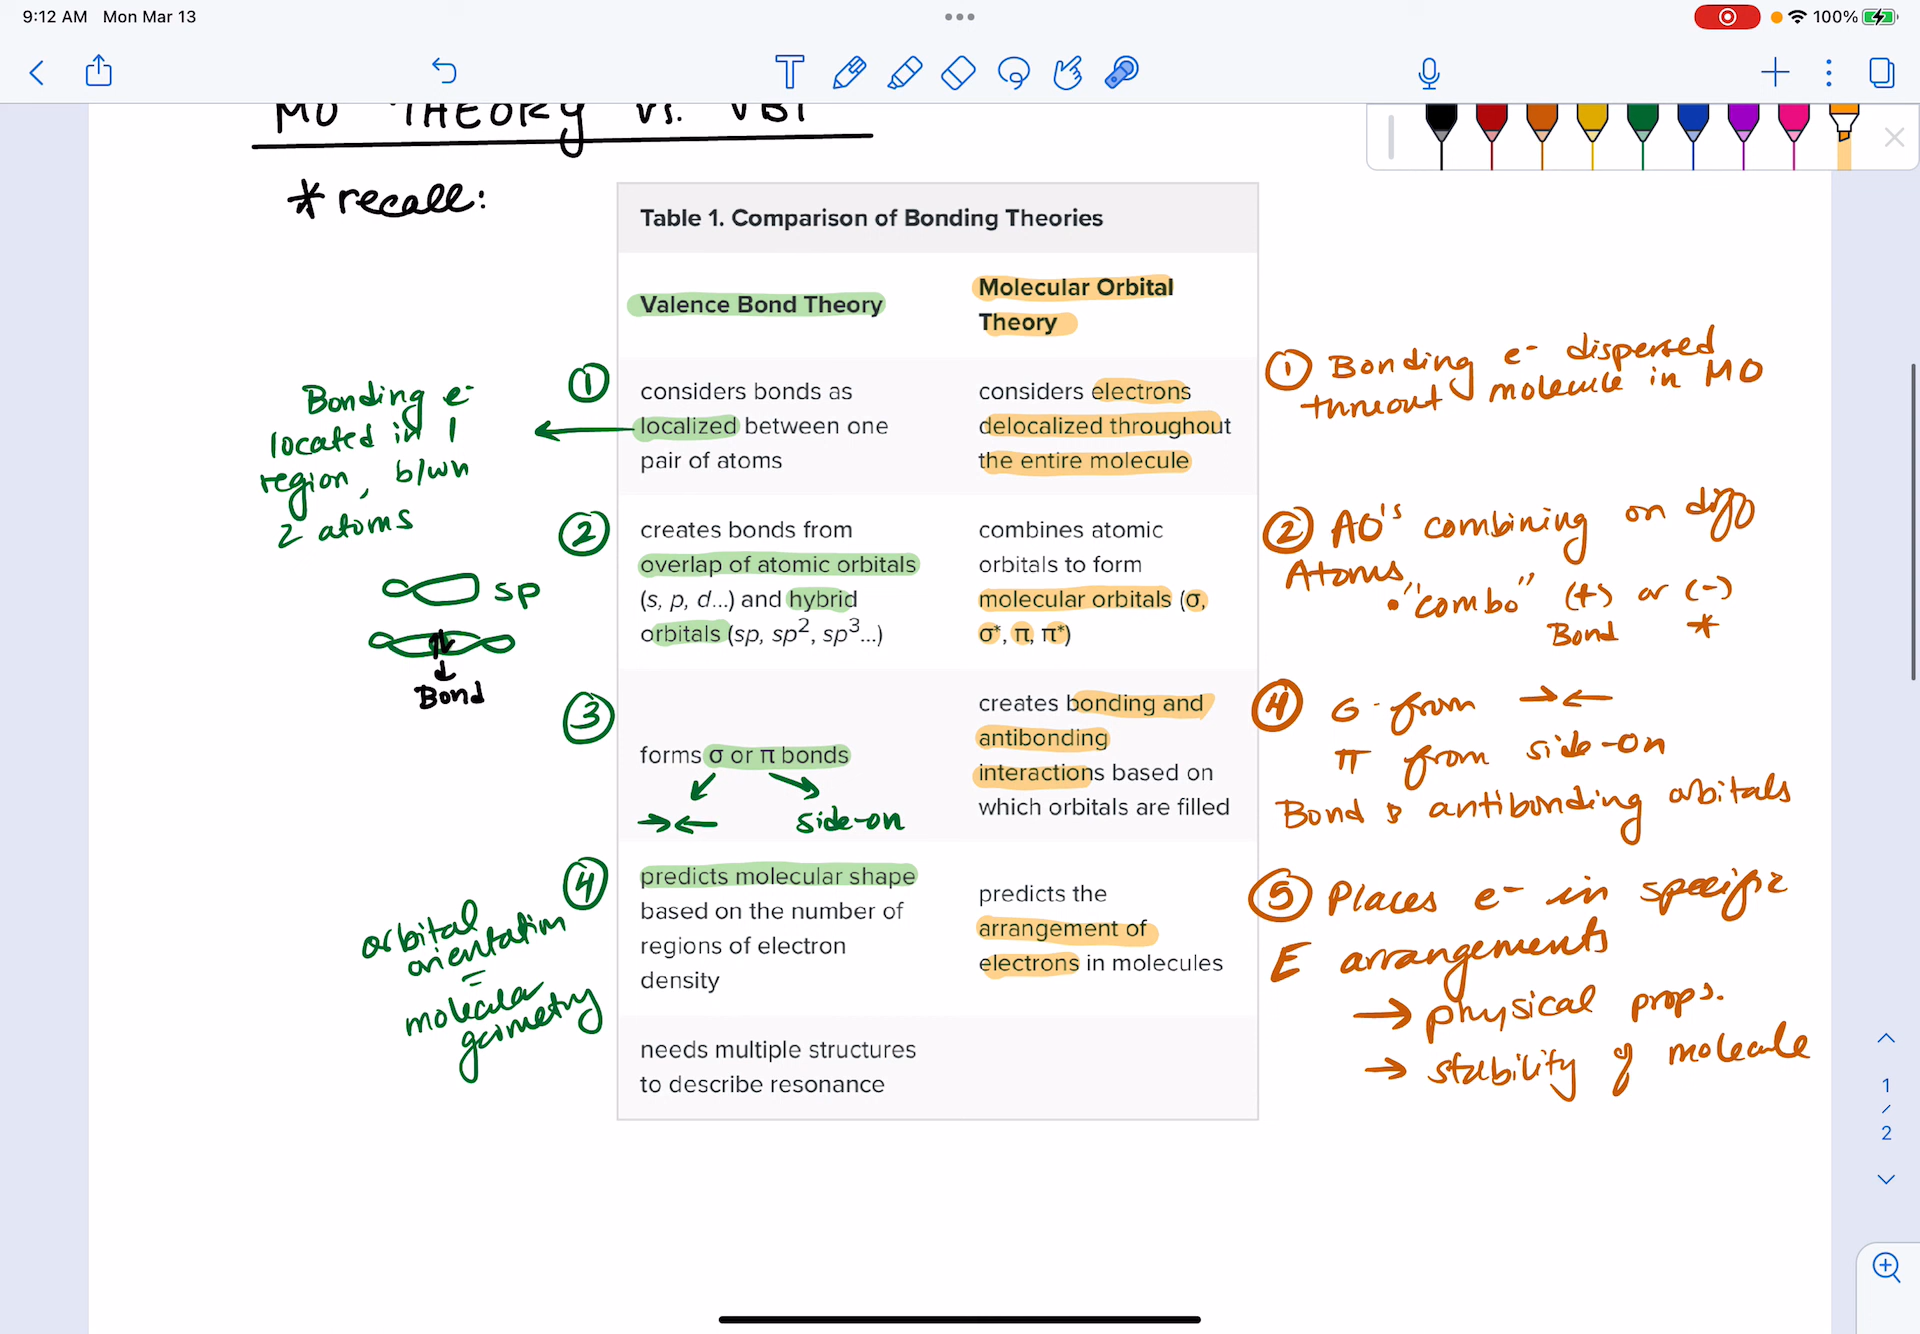 9:12 AM Mon Mar 13
100%
MO THEORY VS. VBT
* recall:
Table 1. Comparison of Bonding Theories
Valence Bond Theory
Molecular Orbital
Theory
①
considers bonds as
localized between one
pair of atoms
considers electrons
delocalized throughout
the entire molecule
Bonding e-
located in 1
region, b/wn
2 atoms
① Bonding e- dispersed
thruout molecule in MO
②
creates bonds from
overlap of atomic orbitals
(s, p, d...) and hybrid
orbitals (sp, sp², sp³...)
combines atomic
orbitals to form
molecular orbitals (σ,
σ*, π, π*)
sp
Bond
② AO's combining on diff
Atoms
• "combo" (+) or (-)
Bond *
③
forms σ or π bonds
side-on
creates bonding and
antibonding
interactions based on
which orbitals are filled
④ σ from →←
π from side-on
Bond & antibonding orbitals
④
predicts molecular shape
based on the number of
regions of electron
density
predicts the
arrangement of
electrons in molecules
orbital
orientation
=
molecular
geometry
⑤ Places e- in specific
E arrangements
→ physical props.
→ stability of molecule
needs multiple structures
to describe resonance
1
/
2